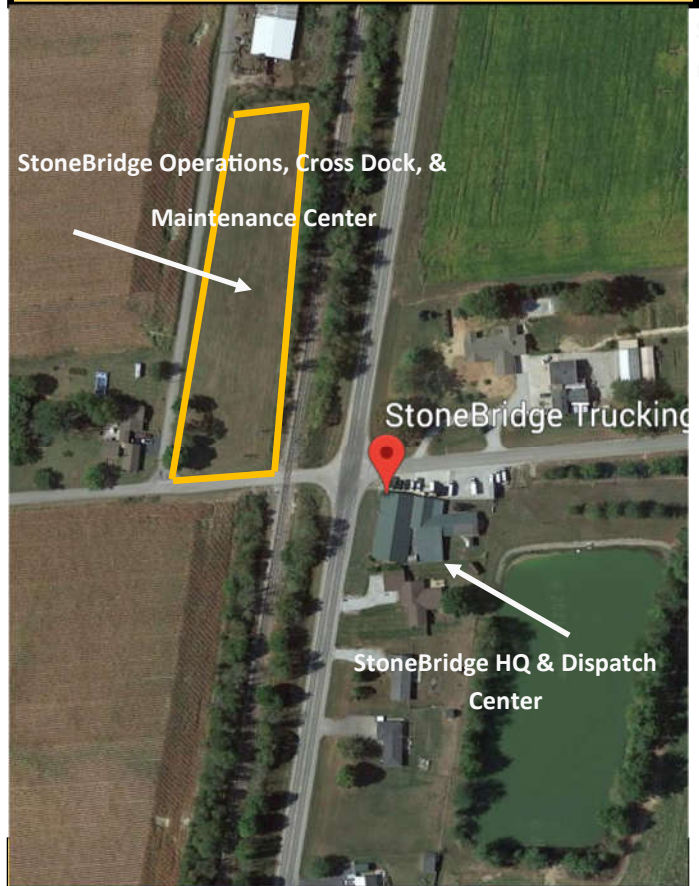 StoneBridge Operations, Cross Dock, &
Maintenance Center
StoneBridge Trucking
StoneBridge HQ & Dispatch
Center